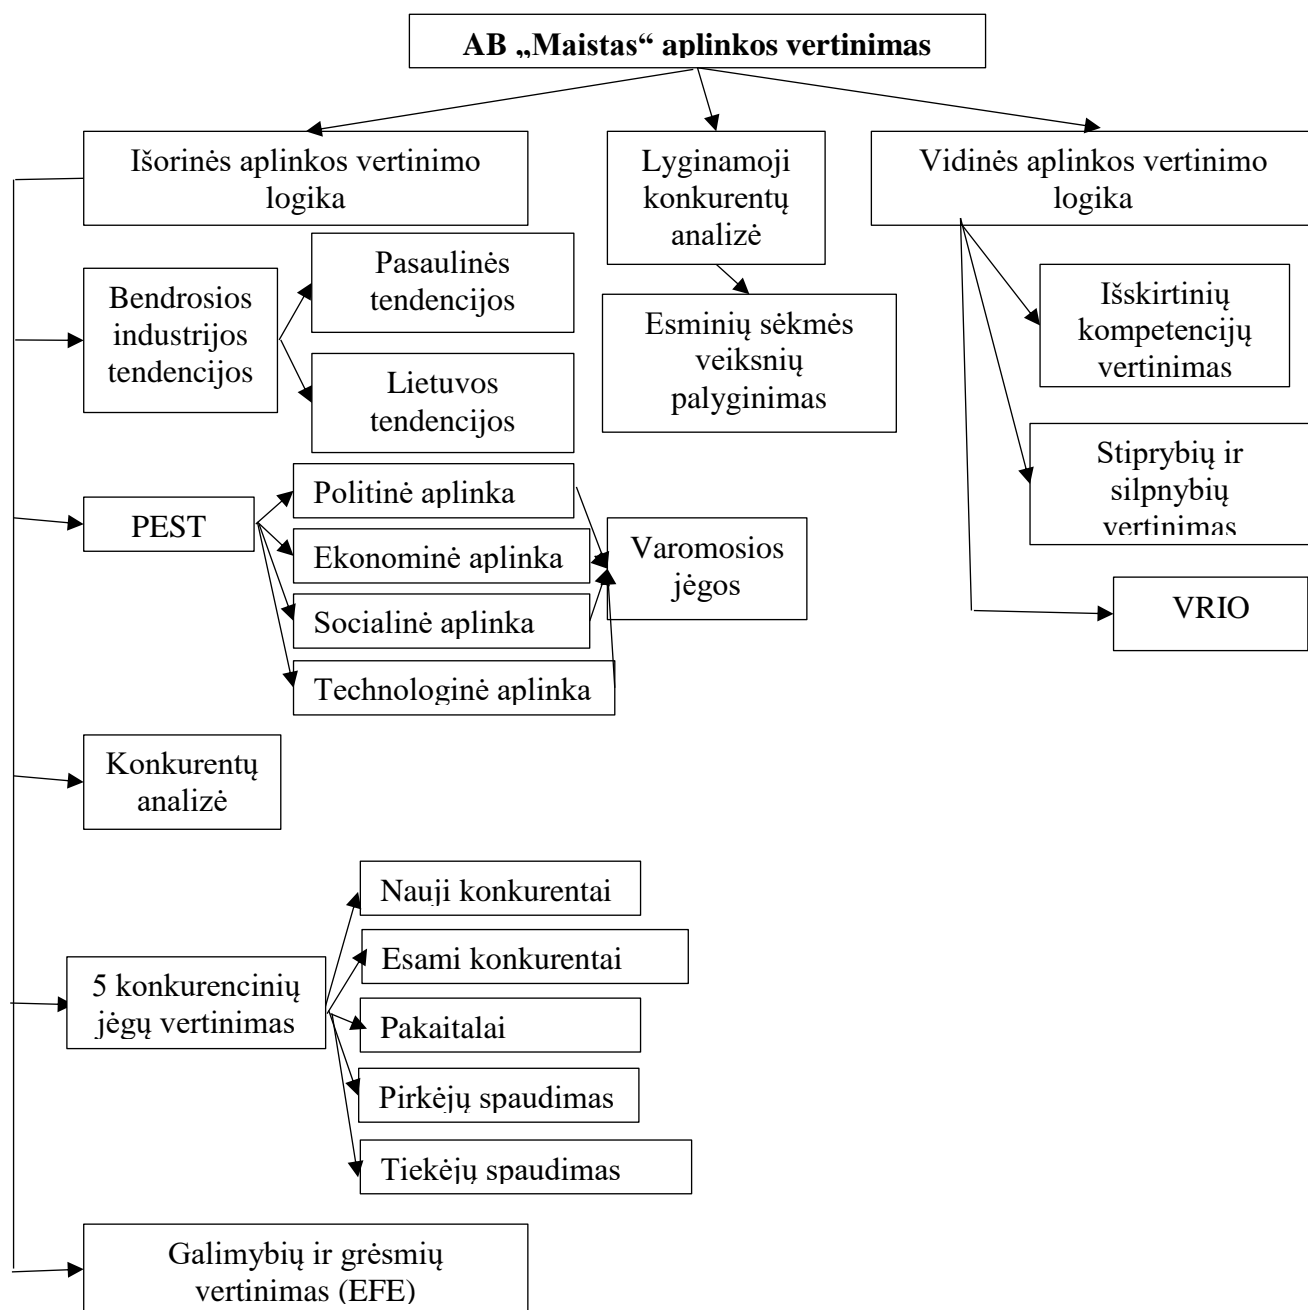 AB „Maistas“ aplinkos vertinimas
Išorinės aplinkos vertinimo
logika
Lyginamoji
konkurentų
analizė
Vidinės aplinkos vertinimo
logika
Bendrosios
industrijos
tendencijos
Pasaulinės
tendencijos
Lietuvos
tendencijos
Esminių sėkmės
veiksnių
palyginimas
Išskirtinių
kompetencijų
vertinimas
Stiprybių ir
silpnybių
vertinimas
VRIO
PEST
Politinė aplinka
Ekonominė aplinka
Socialinė aplinka
Technologinė aplinka
Varomosios
jėgos
Konkurentų
analizė
5 konkurencinių
jėgų vertinimas
Nauji konkurentai
Esami konkurentai
Pakaitalai
Pirkėjų spaudimas
Tiekėjų spaudimas
Galimybių ir grėsmių
vertinimas (EFE)